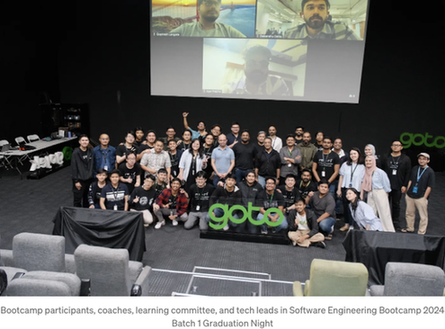 goto
goto
Bootcamp participants, coaches, learning committee, and tech leads in Software Engineering Bootcamp 2024
Batch 1 Graduation Night